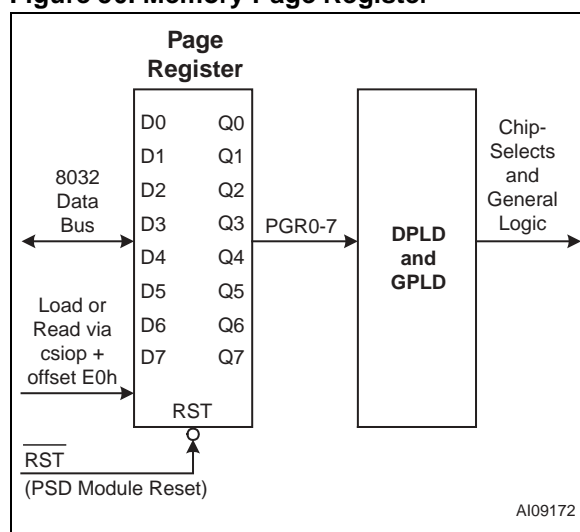 Figure Memory Page Register
Page
Register
D0 Q0
D1 Q1
D2 Q2
D3 Q3
D4 Q4
D5 Q5
D6 Q6
D7 Q7
RST
8032
Data
Bus
Load or
Read via
csiop +
offset E0h
RST
(PSD Module Reset)
PGR0-7
DPLD
and
GPLD
Chip-
Selects
and
General
Logic
AI09172